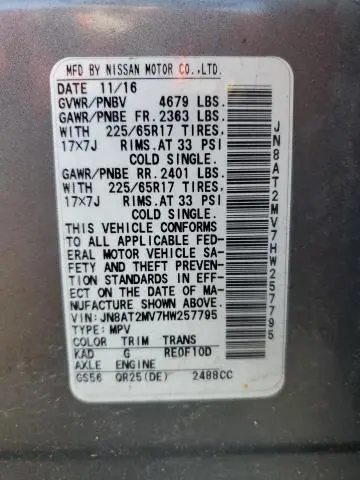 MFD BY NISSAN MOTOR CO.,LTD.
DATE 11/16
GVWR/PNBV 4679 LBS.
GAWR/PNBE FR. 2363 LBS.
WITH 225/65R17 TIRES,
17X7J RIMS.AT 33 PSI
COLD SINGLE.
GAWR/PNBE RR. 2401 LBS.
WITH 225/65R17 TIRES,
17X7J RIMS.AT 33 PSI
COLD SINGLE.
THIS VEHICLE CONFORMS
TO ALL APPLICABLE FED-
ERAL MOTOR VEHICLE SA-
FETY AND THEFT PREVEN-
TION STANDARDS IN EFF-
ECT ON THE DATE OF MA-
NUFACTURE SHOWN ABOVE
VIN: JN8AT2MV7HW257795
TYPE: MPV
COLOR TRIM TRANS
KAD G RE0F10D
AXLE ENGINE
GS56 QR25(DE) 2488CC
JN8AT2MV7HW257795